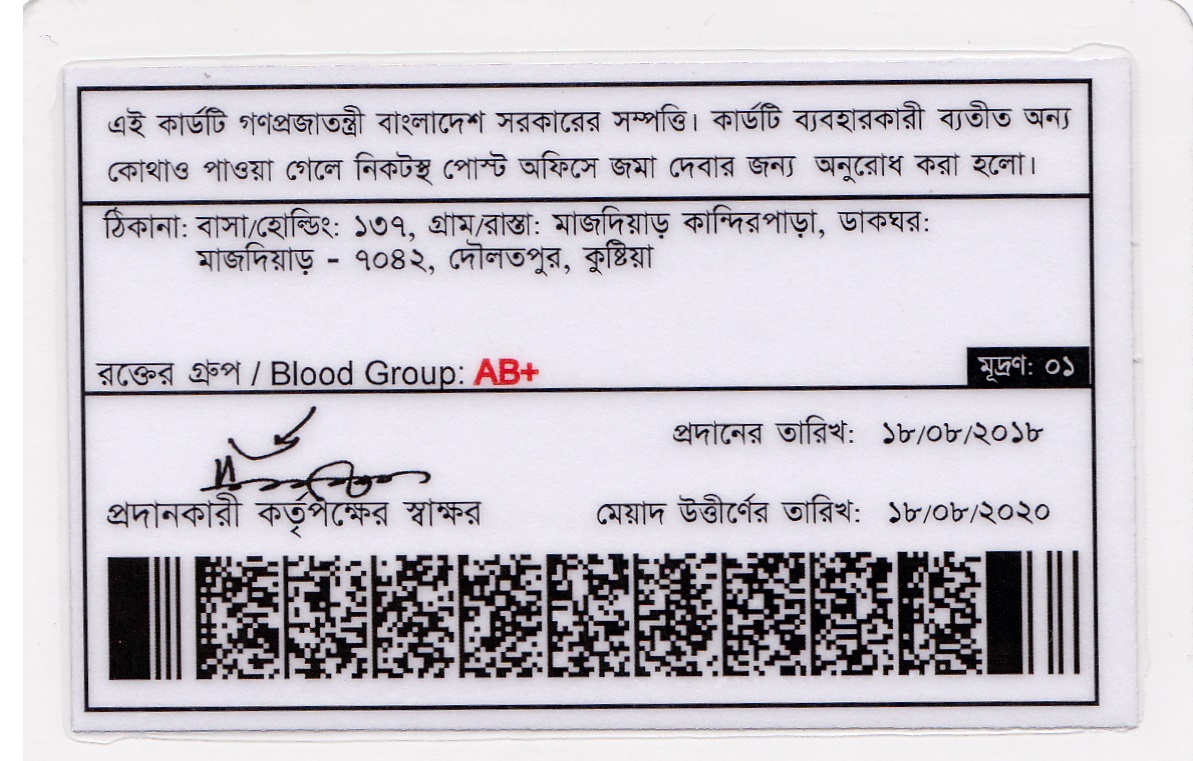 এই কার্ডটি গণপ্রজাতন্ত্রী বাংলাদেশ সরকারের সম্পত্তি। কার্ডটি ব্যবহারকারী ব্যতীত অন্য
কোথাও পাওয়া গেলে নিকটস্থ পোস্ট অফিসে জমা দেবার জন্য অনুরোধ করা হলো।
ঠিকানা: বাসা/হোল্ডিং: ১৩৭, গ্রাম/রাস্তা: মাজদিয়াড় কান্দিরপাড়া, ডাকঘর:
মাজদিয়াড় - ৭০৪২, দৌলতপুর, কুষ্টিয়া
রক্তের গ্রুপ / Blood Group: AB+ মূদ্রণ: ০১
প্রদানের তারিখ: ১৮/০৮/২০১৮
প্রদানকারী কর্তৃপক্ষের স্বাক্ষর মেয়াদ উত্তীর্ণের তারিখ: ১৮/০৮/২০২০